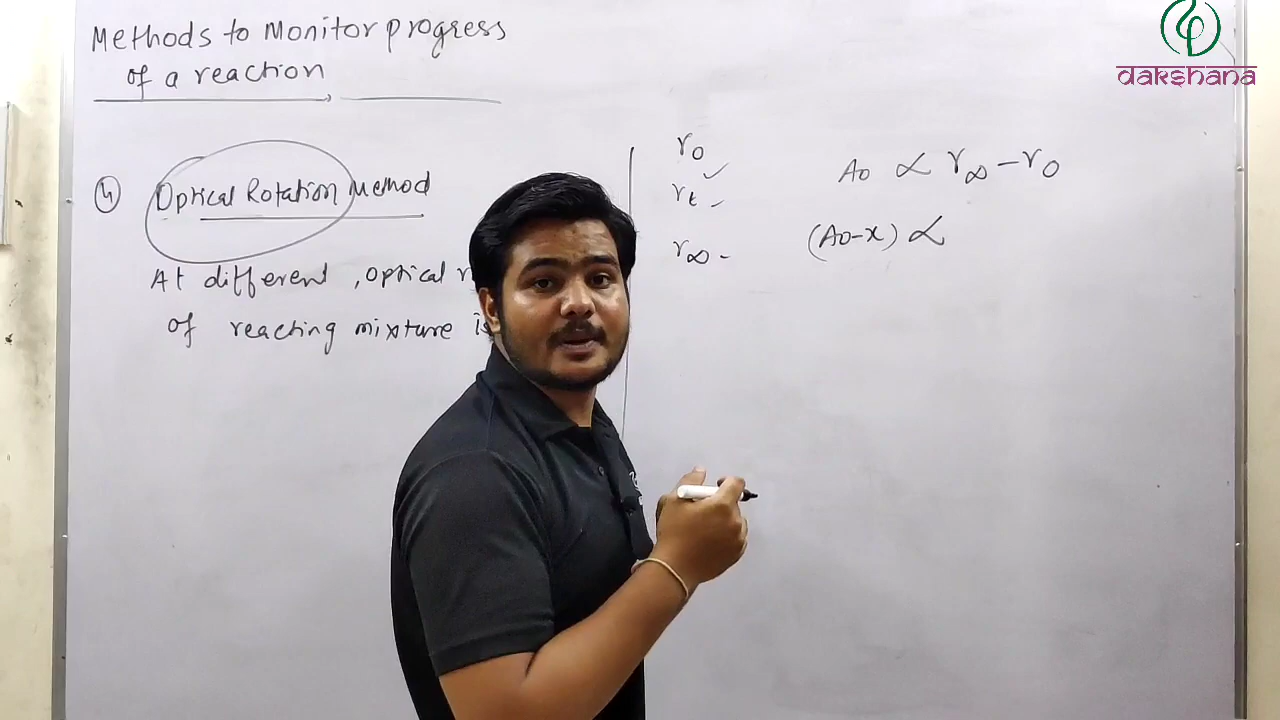 Methods to Monitor progress
of a reaction
(4) Optical Rotation Method
At different , optical
of reacting mixture is
r₀
rₜ
r∞
A₀ ∝ r∞ - r₀
(A₀-x) ∝
dakshana